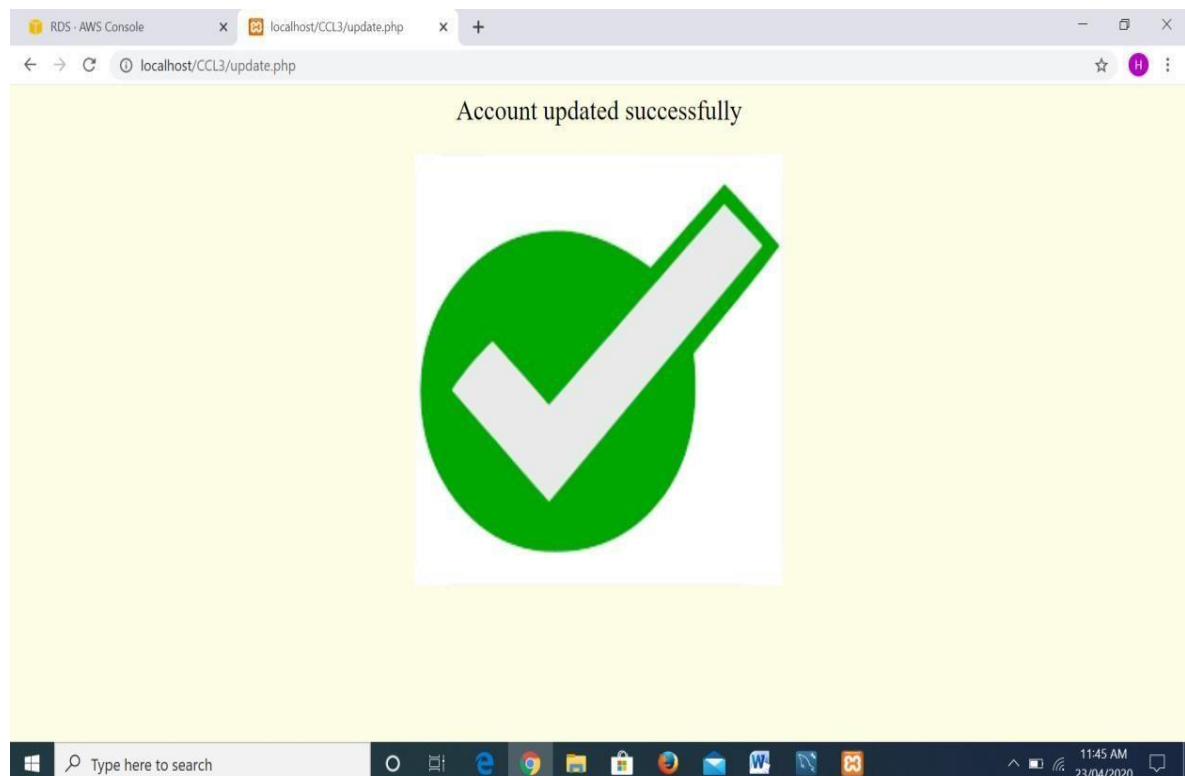 RDS · AWS Console
localhost/CCL3/update.php
localhost/CCL3/update.php
H
Account updated successfully
Type here to search
W
11:45 AM
23/04/2020